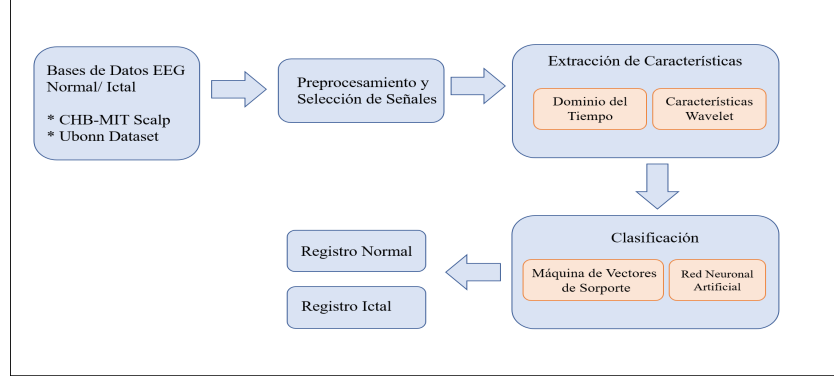 Bases de Datos EEG
Normal/ Ictal
* CHB-MIT Scalp
* Ubonn Dataset
Preprocesamiento y
Selección de Señales
Extracción de Características
Dominio del
Tiempo
Características
Wavelet
Clasificación
Máquina de Vectores
de Sorporte
Red Neuronal
Artificial
Registro Normal
Registro Ictal